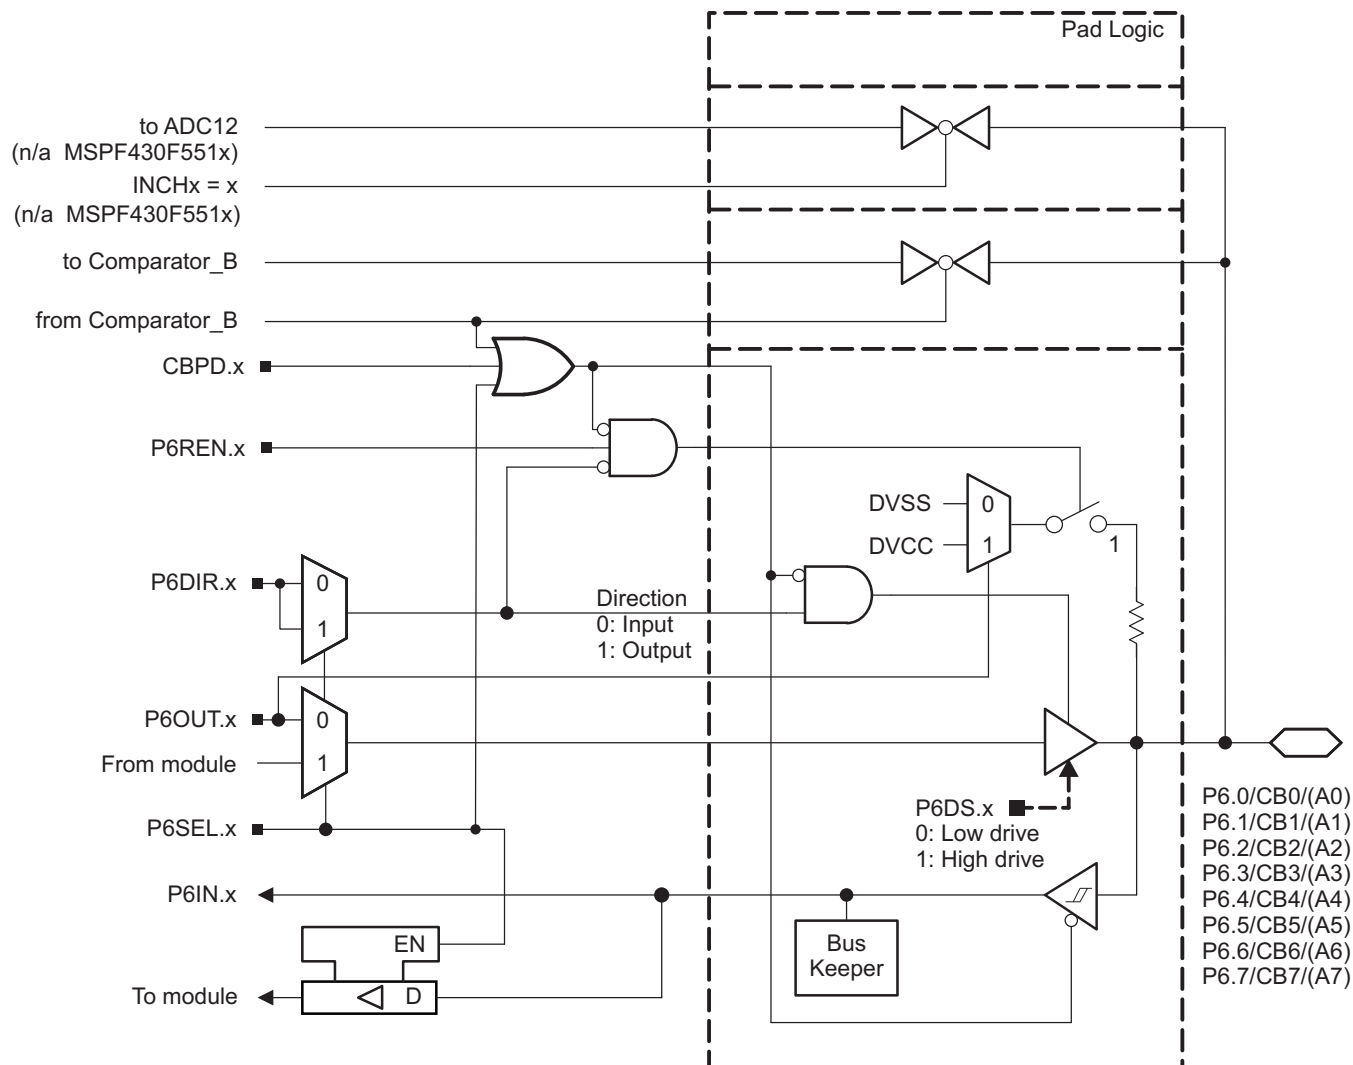 Pad Logic
to ADC12
(n/a MSPF430F551x)
INCHx = x
(n/a MSPF430F551x)
to Comparator_B
from Comparator_B
CBPD.x
P6REN.x
DVSS
0
DVCC
1
1
P6DIR.x
0
1
Direction
0: Input
1: Output
P6OUT.x
0
From module
1
P6SEL.x
P6DS.x
0: Low drive
1: High drive
P6.0/CB0/(A0)
P6.1/CB1/(A1)
P6.2/CB2/(A2)
P6.3/CB3/(A3)
P6.4/CB4/(A4)
P6.5/CB5/(A5)
P6.6/CB6/(A6)
P6.7/CB7/(A7)
P6IN.x
Bus
Keeper
EN
To module
D